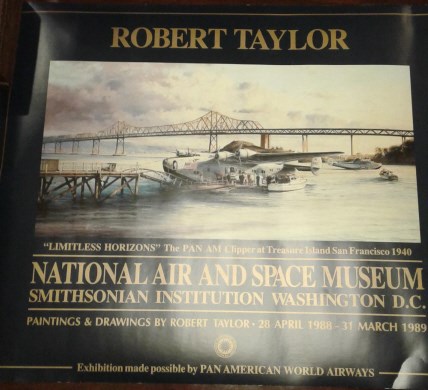 ROBERT TAYLOR
"LIMITLESS HORIZONS" The PAN AM Clipper at Treasure Island San Francisco 1940
NATIONAL AIR AND SPACE MUSEUM
SMITHSONIAN INSTITUTION WASHINGTON D.C.
PAINTINGS & DRAWINGS BY ROBERT TAYLOR · 28 APRIL 1988 – 31 MARCH 1989
Exhibition made possible by PAN AMERICAN WORLD AIRWAYS